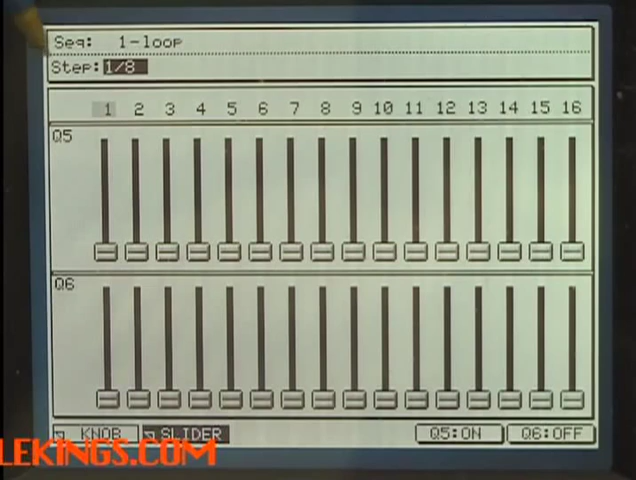 Seq: 1-loop
Step:1/8
1 2 3 4 5 6 7 8 9 10 11 12 13 14 15 16
Q5
Q6
KNOB SLIDER Q5:ON Q6:OFF
LEKINGS.COM